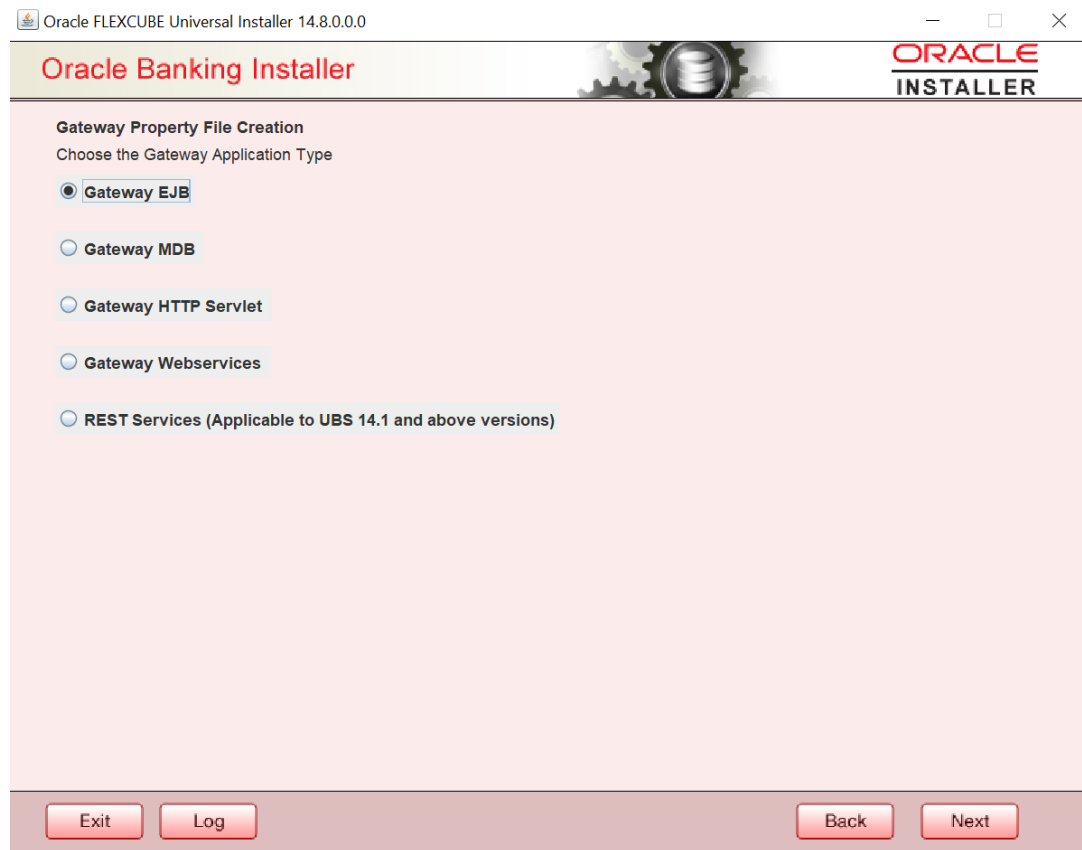 Oracle FLEXCUBE Universal Installer 14.8.0.0.0
Oracle Banking Installer
ORACLE
INSTALLER
Gateway Property File Creation
Choose the Gateway Application Type
Gateway EJB
Gateway MDB
Gateway HTTP Servlet
Gateway Webservices
REST Services (Applicable to UBS 14.1 and above versions)
Exit Log Back Next